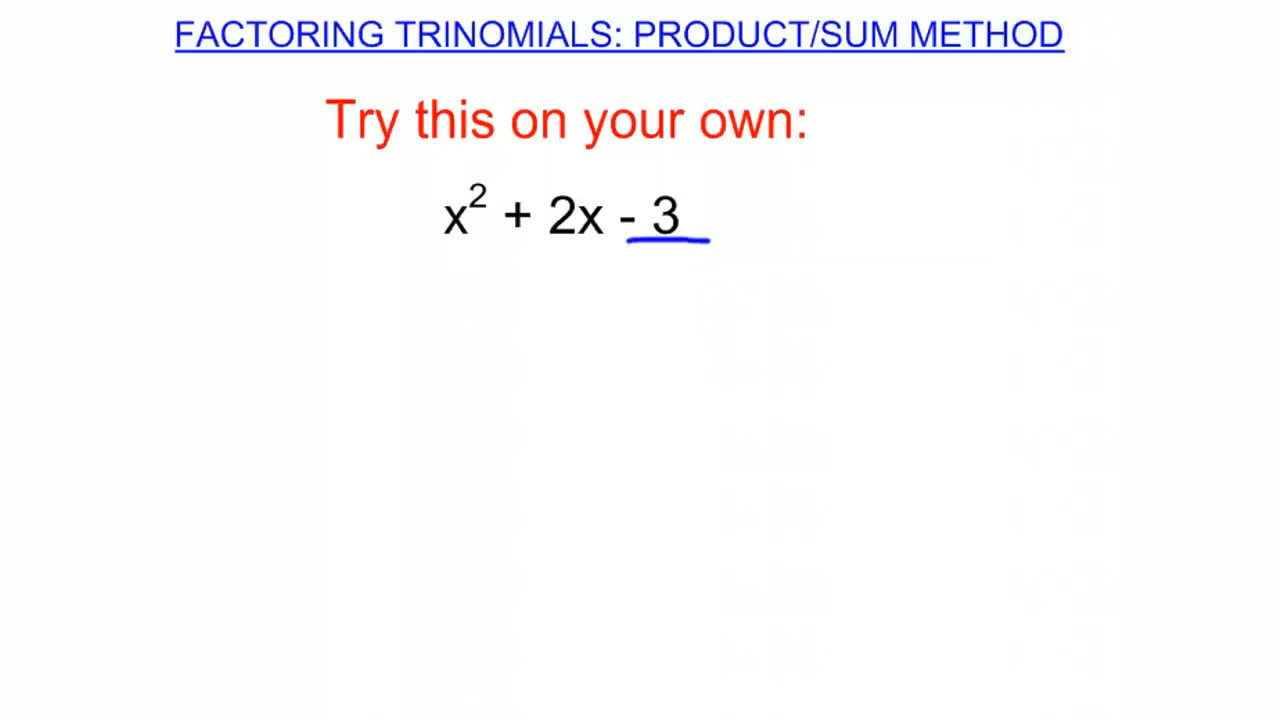 FACTORING TRINOMIALS: PRODUCT/SUM METHOD
Try this on your own:
x² + 2x - 3